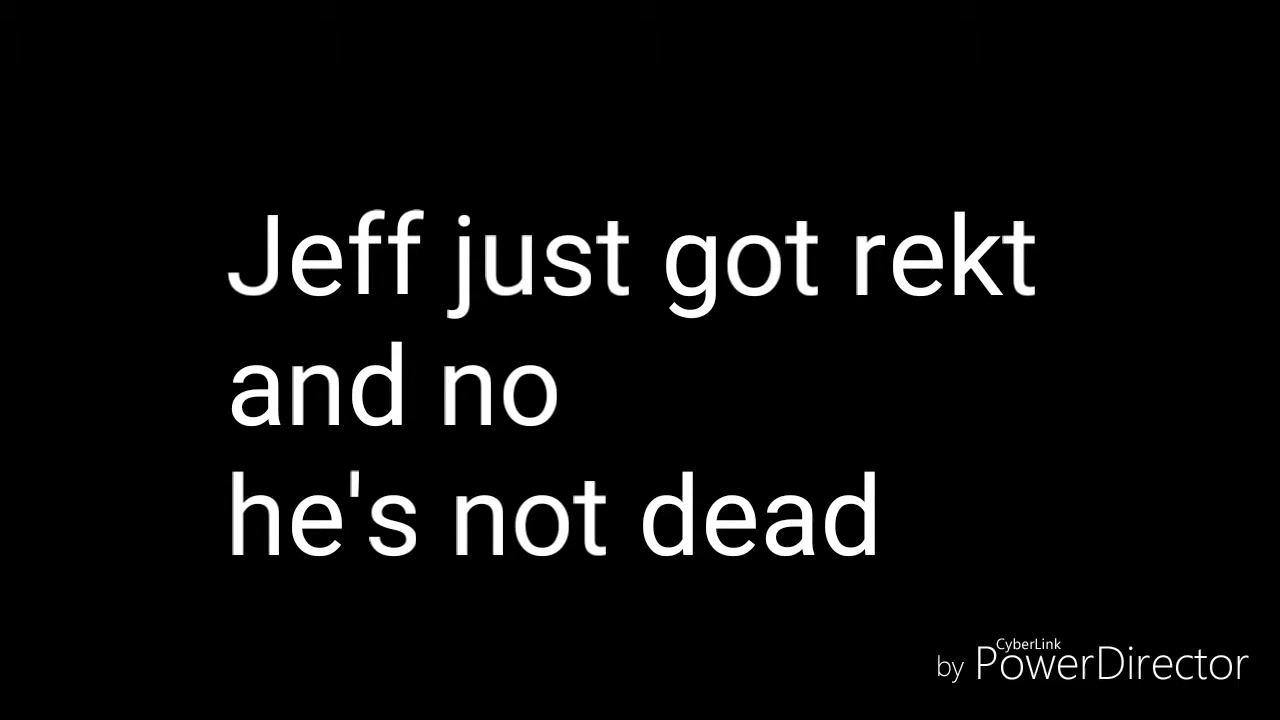 Jeff just got rekt
and no
he's not dead
CyberLink
by PowerDirector